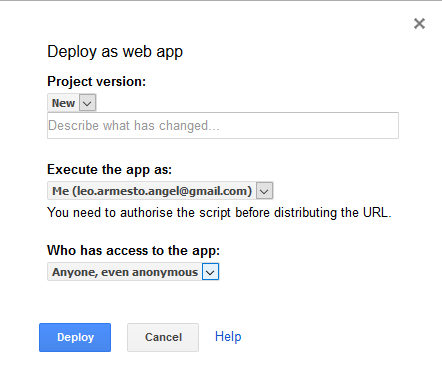 Deploy as web app
Project version:
New
Describe what has changed...
Execute the app as:
Me (leo.armesto.angel@gmail.com)
You need to authorise the script before distributing the URL.
Who has access to the app:
Anyone, even anonymous
Deploy Cancel Help